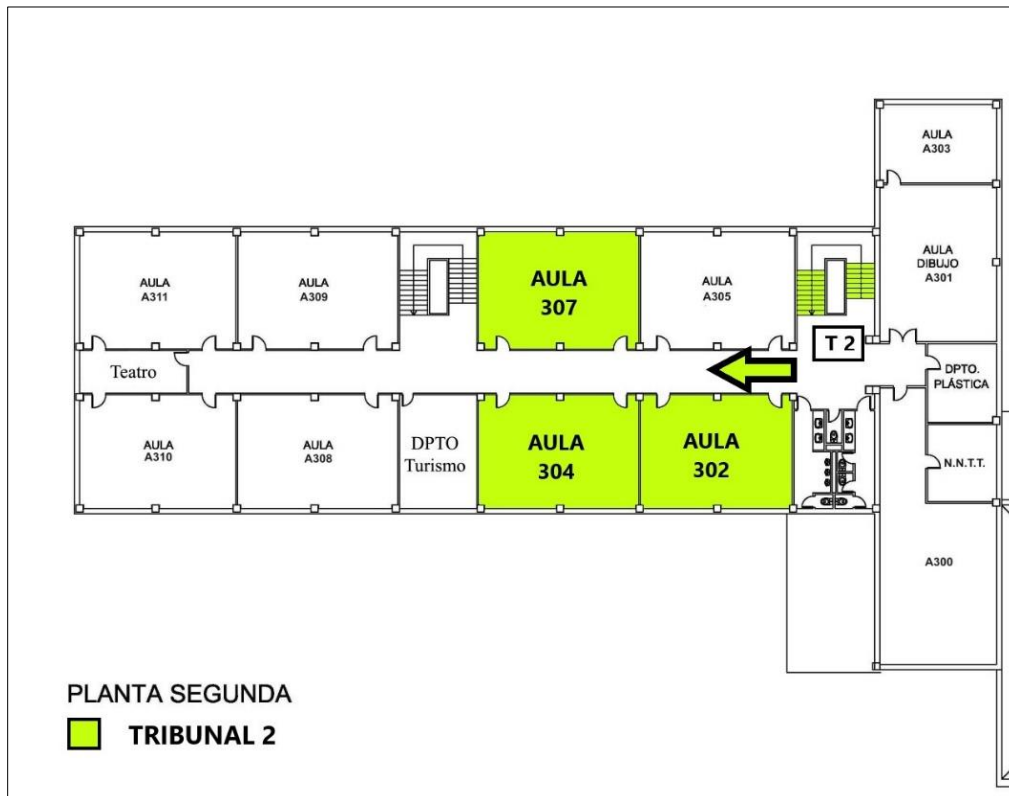 AULA
A303
AULA
DIBUJO
A301
AULA
A311
AULA
A309
AULA
307
AULA
A305
T 2
Teatro
DPTO.
PLÁSTICA
AULA
A310
AULA
A308
DPTO
Turismo
AULA
304
AULA
302
N.N.T.T.
A300
PLANTA SEGUNDA
TRIBUNAL 2